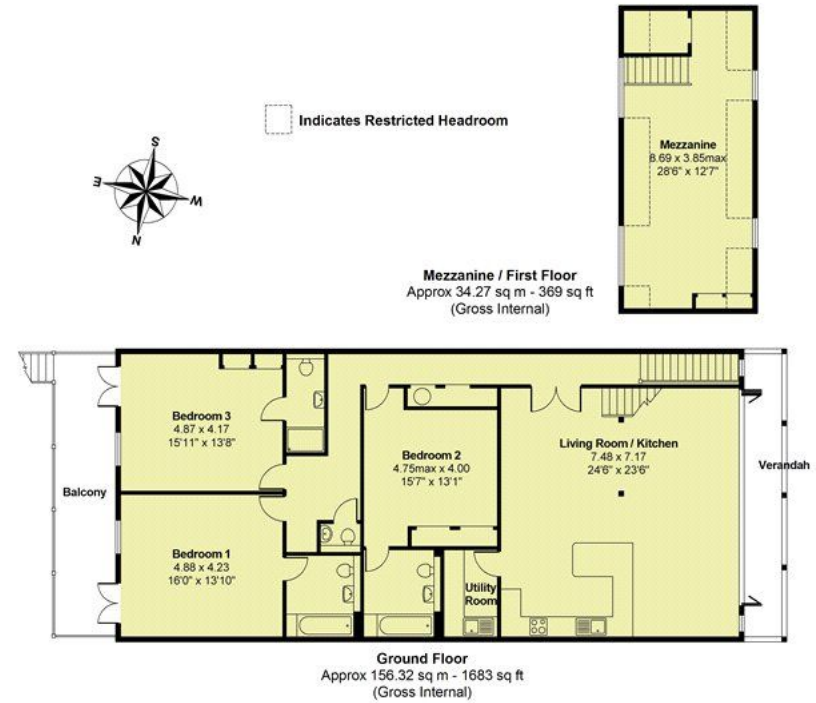 Indicates Restricted Headroom
S
E
W
N
Mezzanine
8.69 x 3.85max
28'6" x 12'7"
Mezzanine / First Floor
Approx 34.27 sq m - 369 sq ft
(Gross Internal)
Bedroom 3
4.87 x 4.17
15'11" x 13'8"
Bedroom 2
4.75max x 4.00
15'7" x 13'1"
Living Room / Kitchen
7.48 x 7.17
24'6" x 23'6"
Verandah
Balcony
Bedroom 1
4.88 x 4.23
16'0" x 13'10"
Utility
Room
Ground Floor
Approx 156.32 sq m - 1683 sq ft
(Gross Internal)